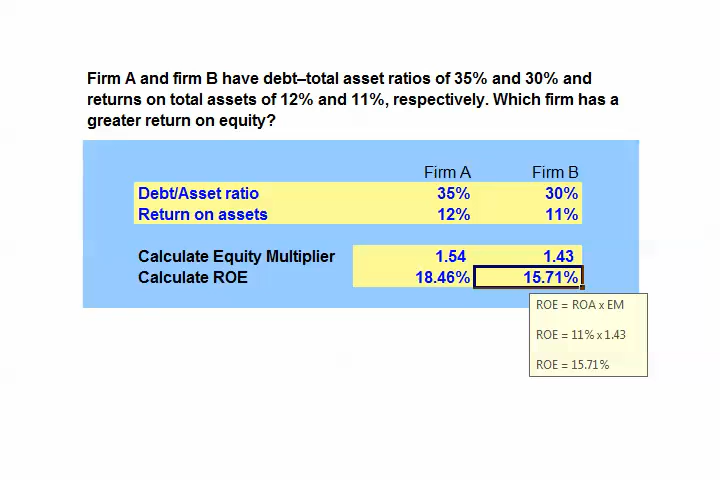 Firm A and firm B have debt–total asset ratios of 35% and 30% and
returns on total assets of 12% and 11%, respectively. Which firm has a
greater return on equity?
Firm A Firm B
Debt/Asset ratio 35% 30%
Return on assets 12% 11%
Calculate Equity Multiplier 1.54 1.43
Calculate ROE 18.46% 15.71%
ROE = ROA x EM
ROE = 11% x 1.43
ROE = 15.71%